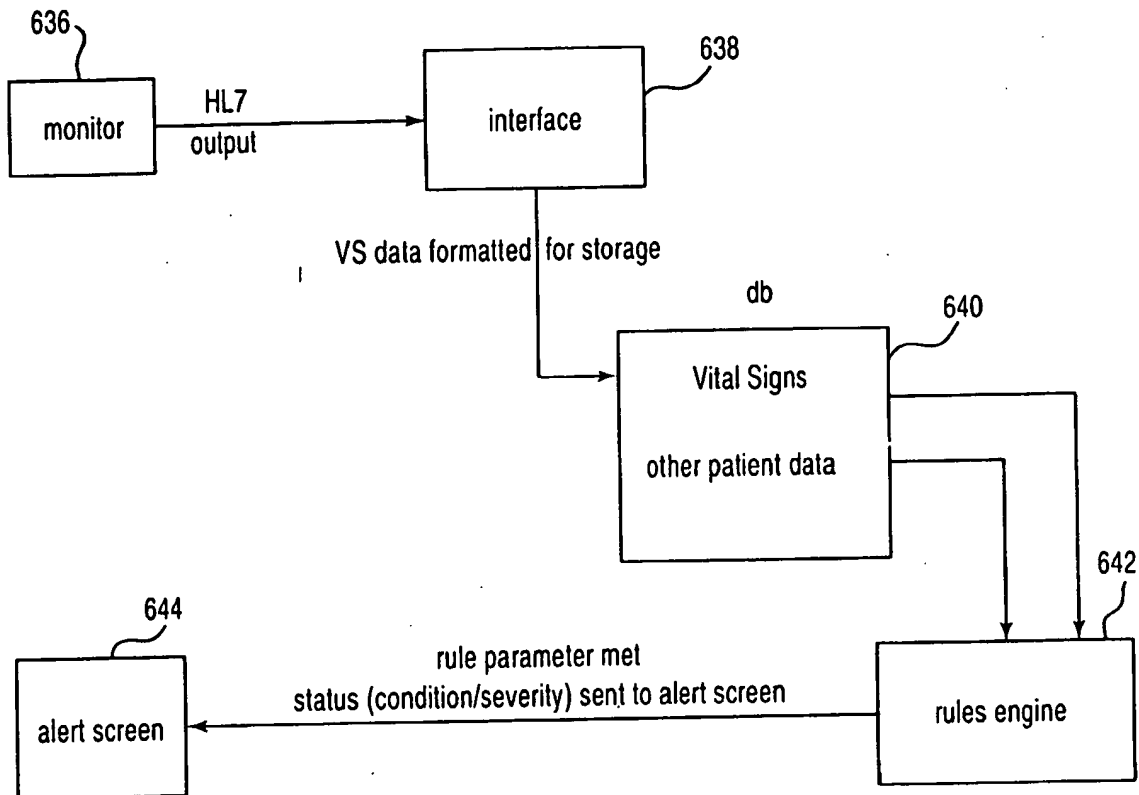 636
638
monitor
HL7
output
interface
VS data formatted for storage
db
640
Vital Signs
other patient data
642
644
rule parameter met
status (condition/severity) sent to alert screen
alert screen
rules engine